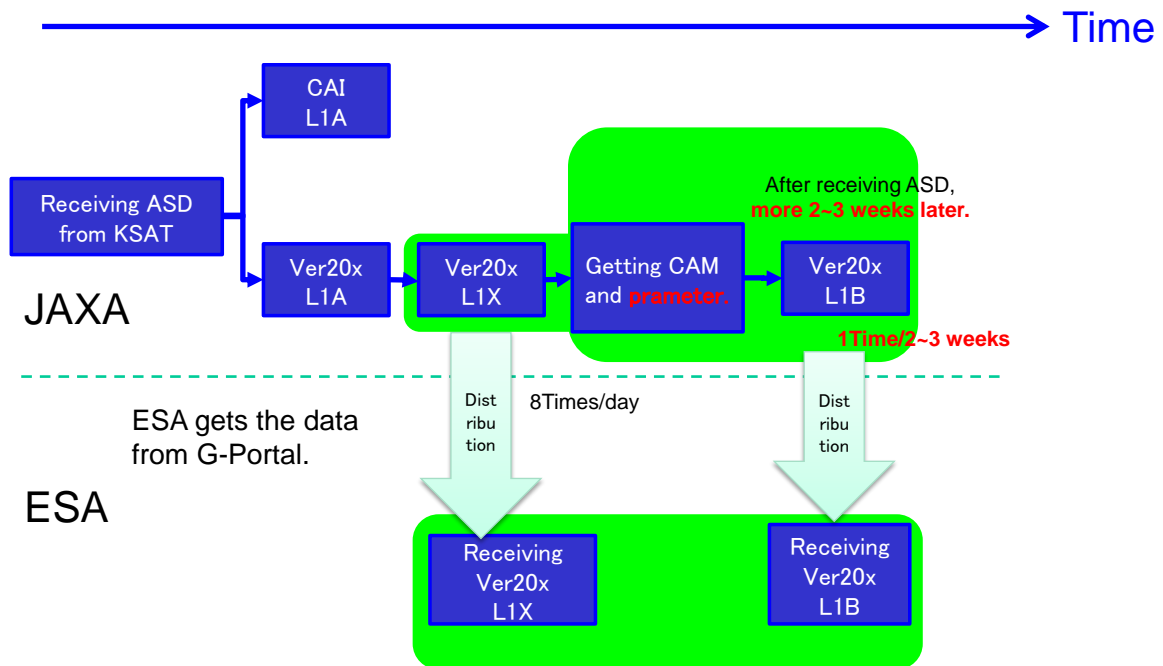 Time
CAI
L1A
Receiving ASD
from KSAT
After receiving ASD,
more 2~3 weeks later.
Ver20x
L1A
Ver20x
L1X
Getting CAM
and prameter.
Ver20x
L1B
JAXA
1Time/2~3 weeks
ESA gets the data
from G-Portal.
Dist
ribu
tion
8Times/day
Dist
ribu
tion
ESA
Receiving
Ver20x
L1X
Receiving
Ver20x
L1B